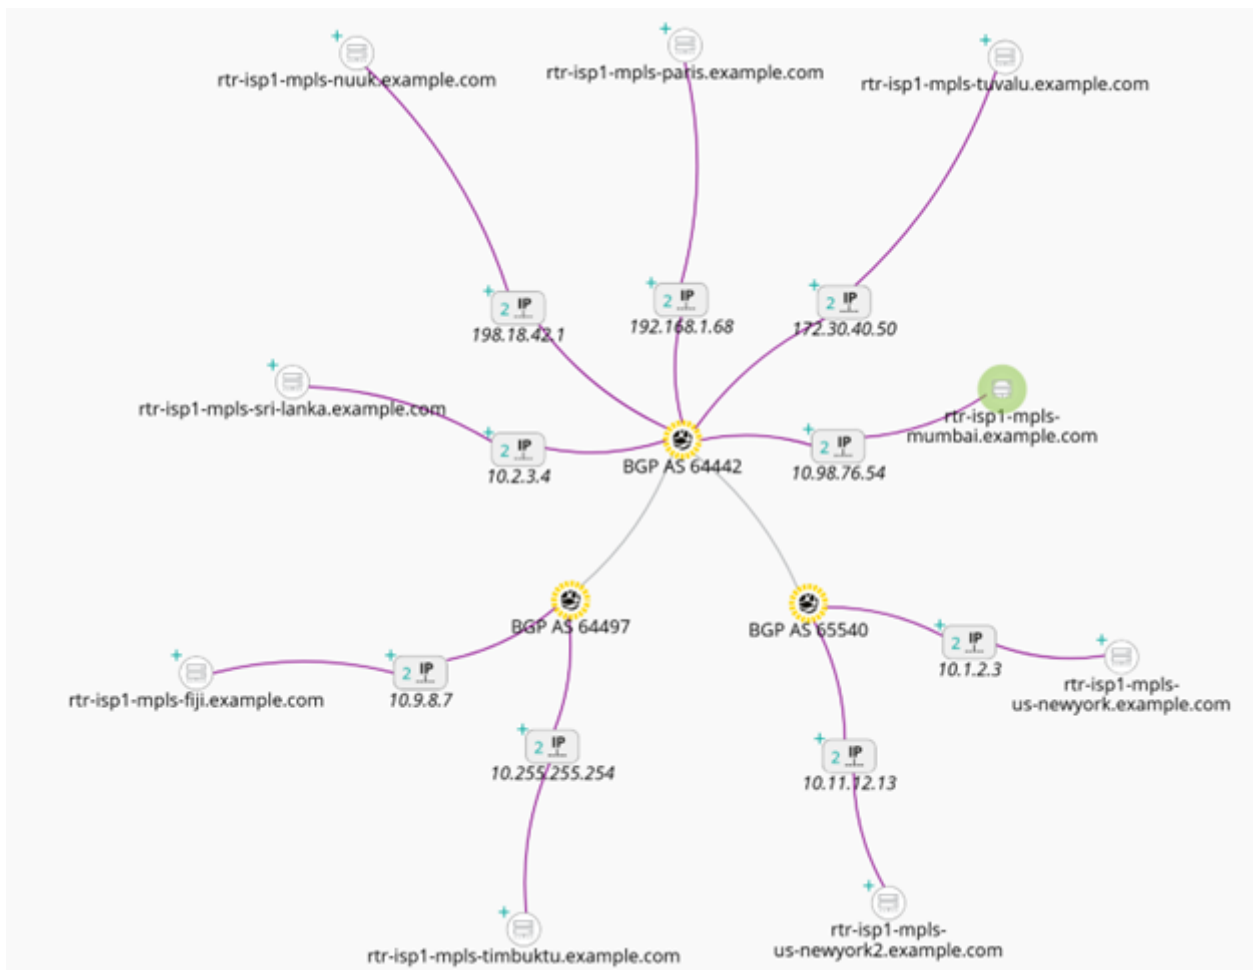 rtr-isp1-mpls-nuuk.example.com
rtr-isp1-mpls-paris.example.com
rtr-isp1-mpls-tuvalu.example.com
2 IP
198.18.42.1
2 IP
192.168.1.68
2 IP
172.30.40.50
rtr-isp1-mpls-sri-lanka.example.com
2 IP
10.2.3.4
BGP AS 64442
2 IP
10.98.76.54
rtr-isp1-mpls-
mumbai.example.com
BGP AS 64497
BGP AS 65540
rtr-isp1-mpls-fiji.example.com
2 IP
10.9.8.7
2 IP
10.1.2.3
rtr-isp1-mpls-
us-newyork.example.com
2 IP
10.255.255.254
2 IP
10.11.12.13
rtr-isp1-mpls-timbuktu.example.com
rtr-isp1-mpls-
us-newyork2.example.com